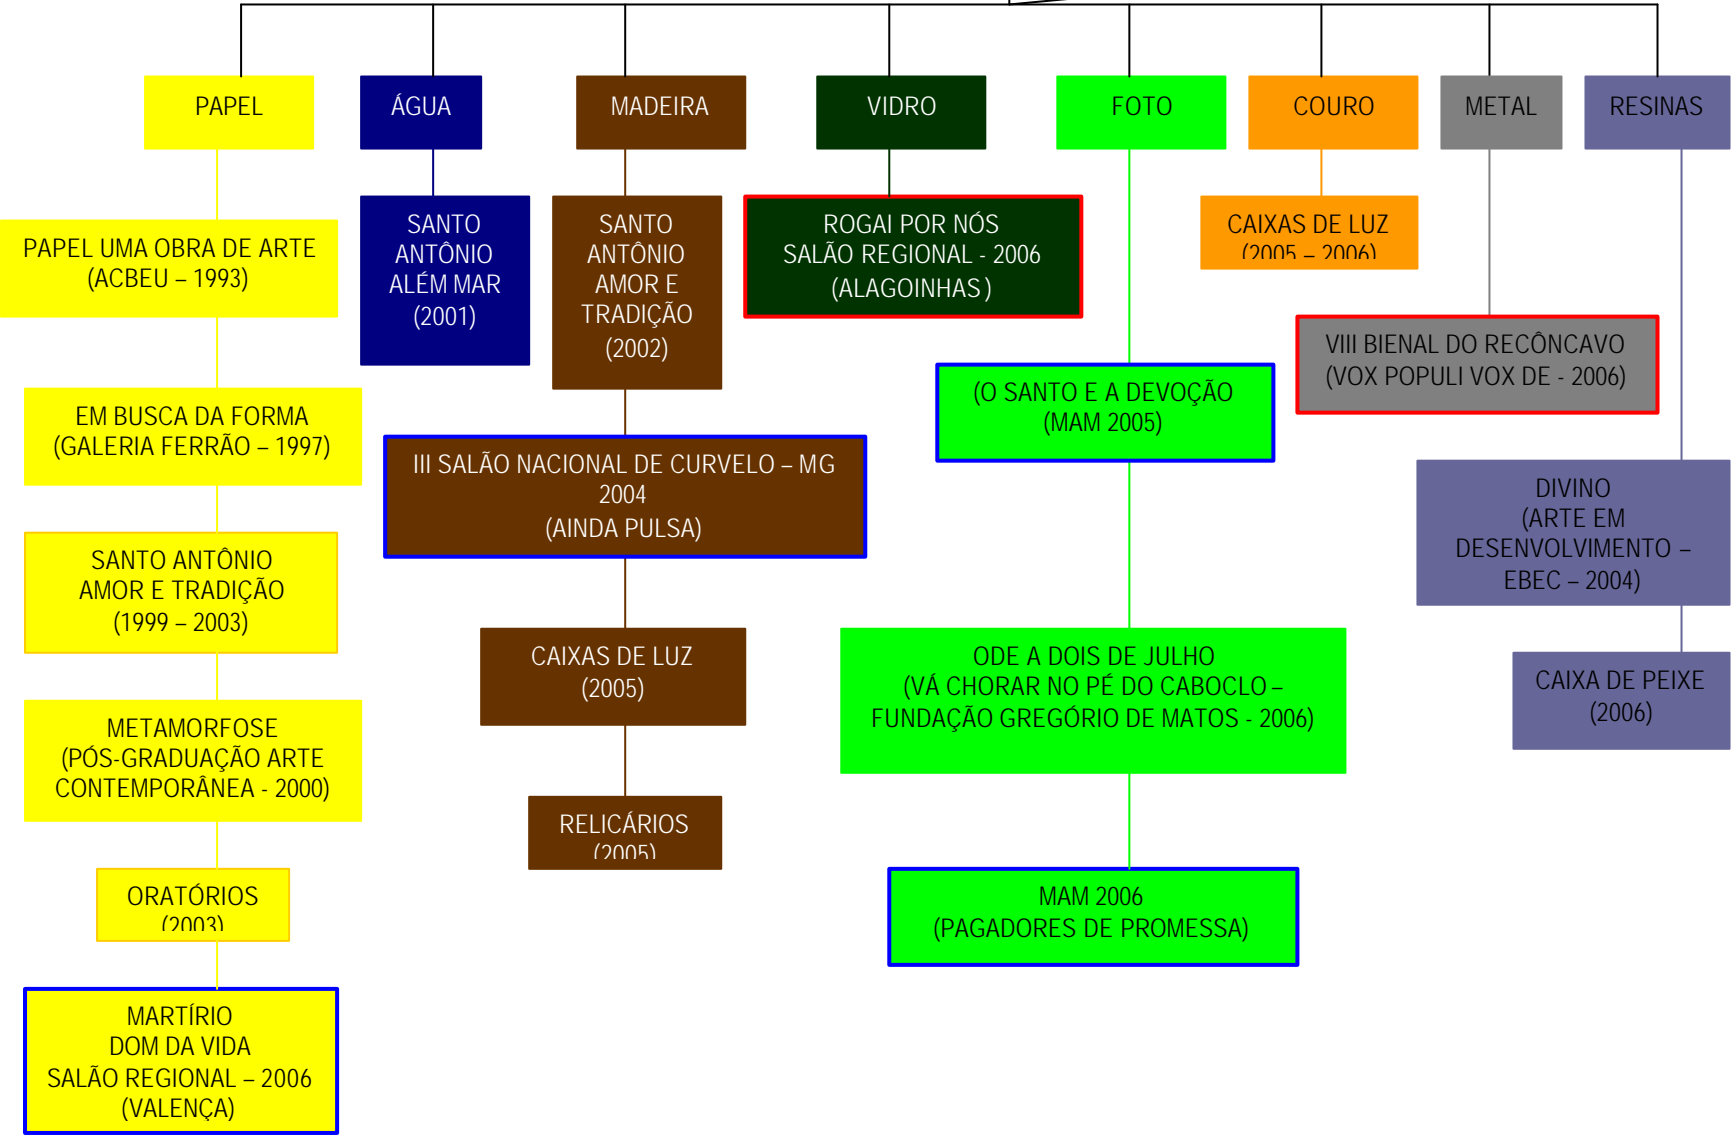 PAPEL
ÁGUA
MADEIRA
VIDRO
FOTO
COURO
METAL
RESINAS
PAPEL UMA OBRA DE ARTE
(ACBEU – 1993)
EM BUSCA DA FORMA
(GALERIA FERRÃO – 1997)
SANTO ANTÔNIO
AMOR E TRADIÇÃO
(1999 – 2003)
METAMORFOSE
(PÓS-GRADUAÇÃO ARTE
CONTEMPORÂNEA - 2000)
ORATÓRIOS
(2003)
MARTÍRIO
DOM DA VIDA
SALÃO REGIONAL – 2006
(VALENÇA)
SANTO
ANTÔNIO
ALÉM MAR
(2001)
SANTO
ANTÔNIO
AMOR E
TRADIÇÃO
(2002)
III SALÃO NACIONAL DE CURVELO – MG
2004
(AINDA PULSA)
CAIXAS DE LUZ
(2005)
RELICÁRIOS
(2005)
ROGAI POR NÓS
SALÃO REGIONAL - 2006
(ALAGOINHAS )
(O SANTO E A DEVOÇÃO
(MAM 2005)
ODE A DOIS DE JULHO
(VÁ CHORAR NO PÉ DO CABOCLO –
FUNDAÇÃO GREGÓRIO DE MATOS - 2006)
MAM 2006
(PAGADORES DE PROMESSA)
CAIXAS DE LUZ
(2005 – 2006)
VIII BIENAL DO RECÔNCAVO
(VOX POPULI VOX DE - 2006)
DIVINO
(ARTE EM
DESENVOLVIMENTO –
EBEC – 2004)
CAIXA DE PEIXE
(2006)